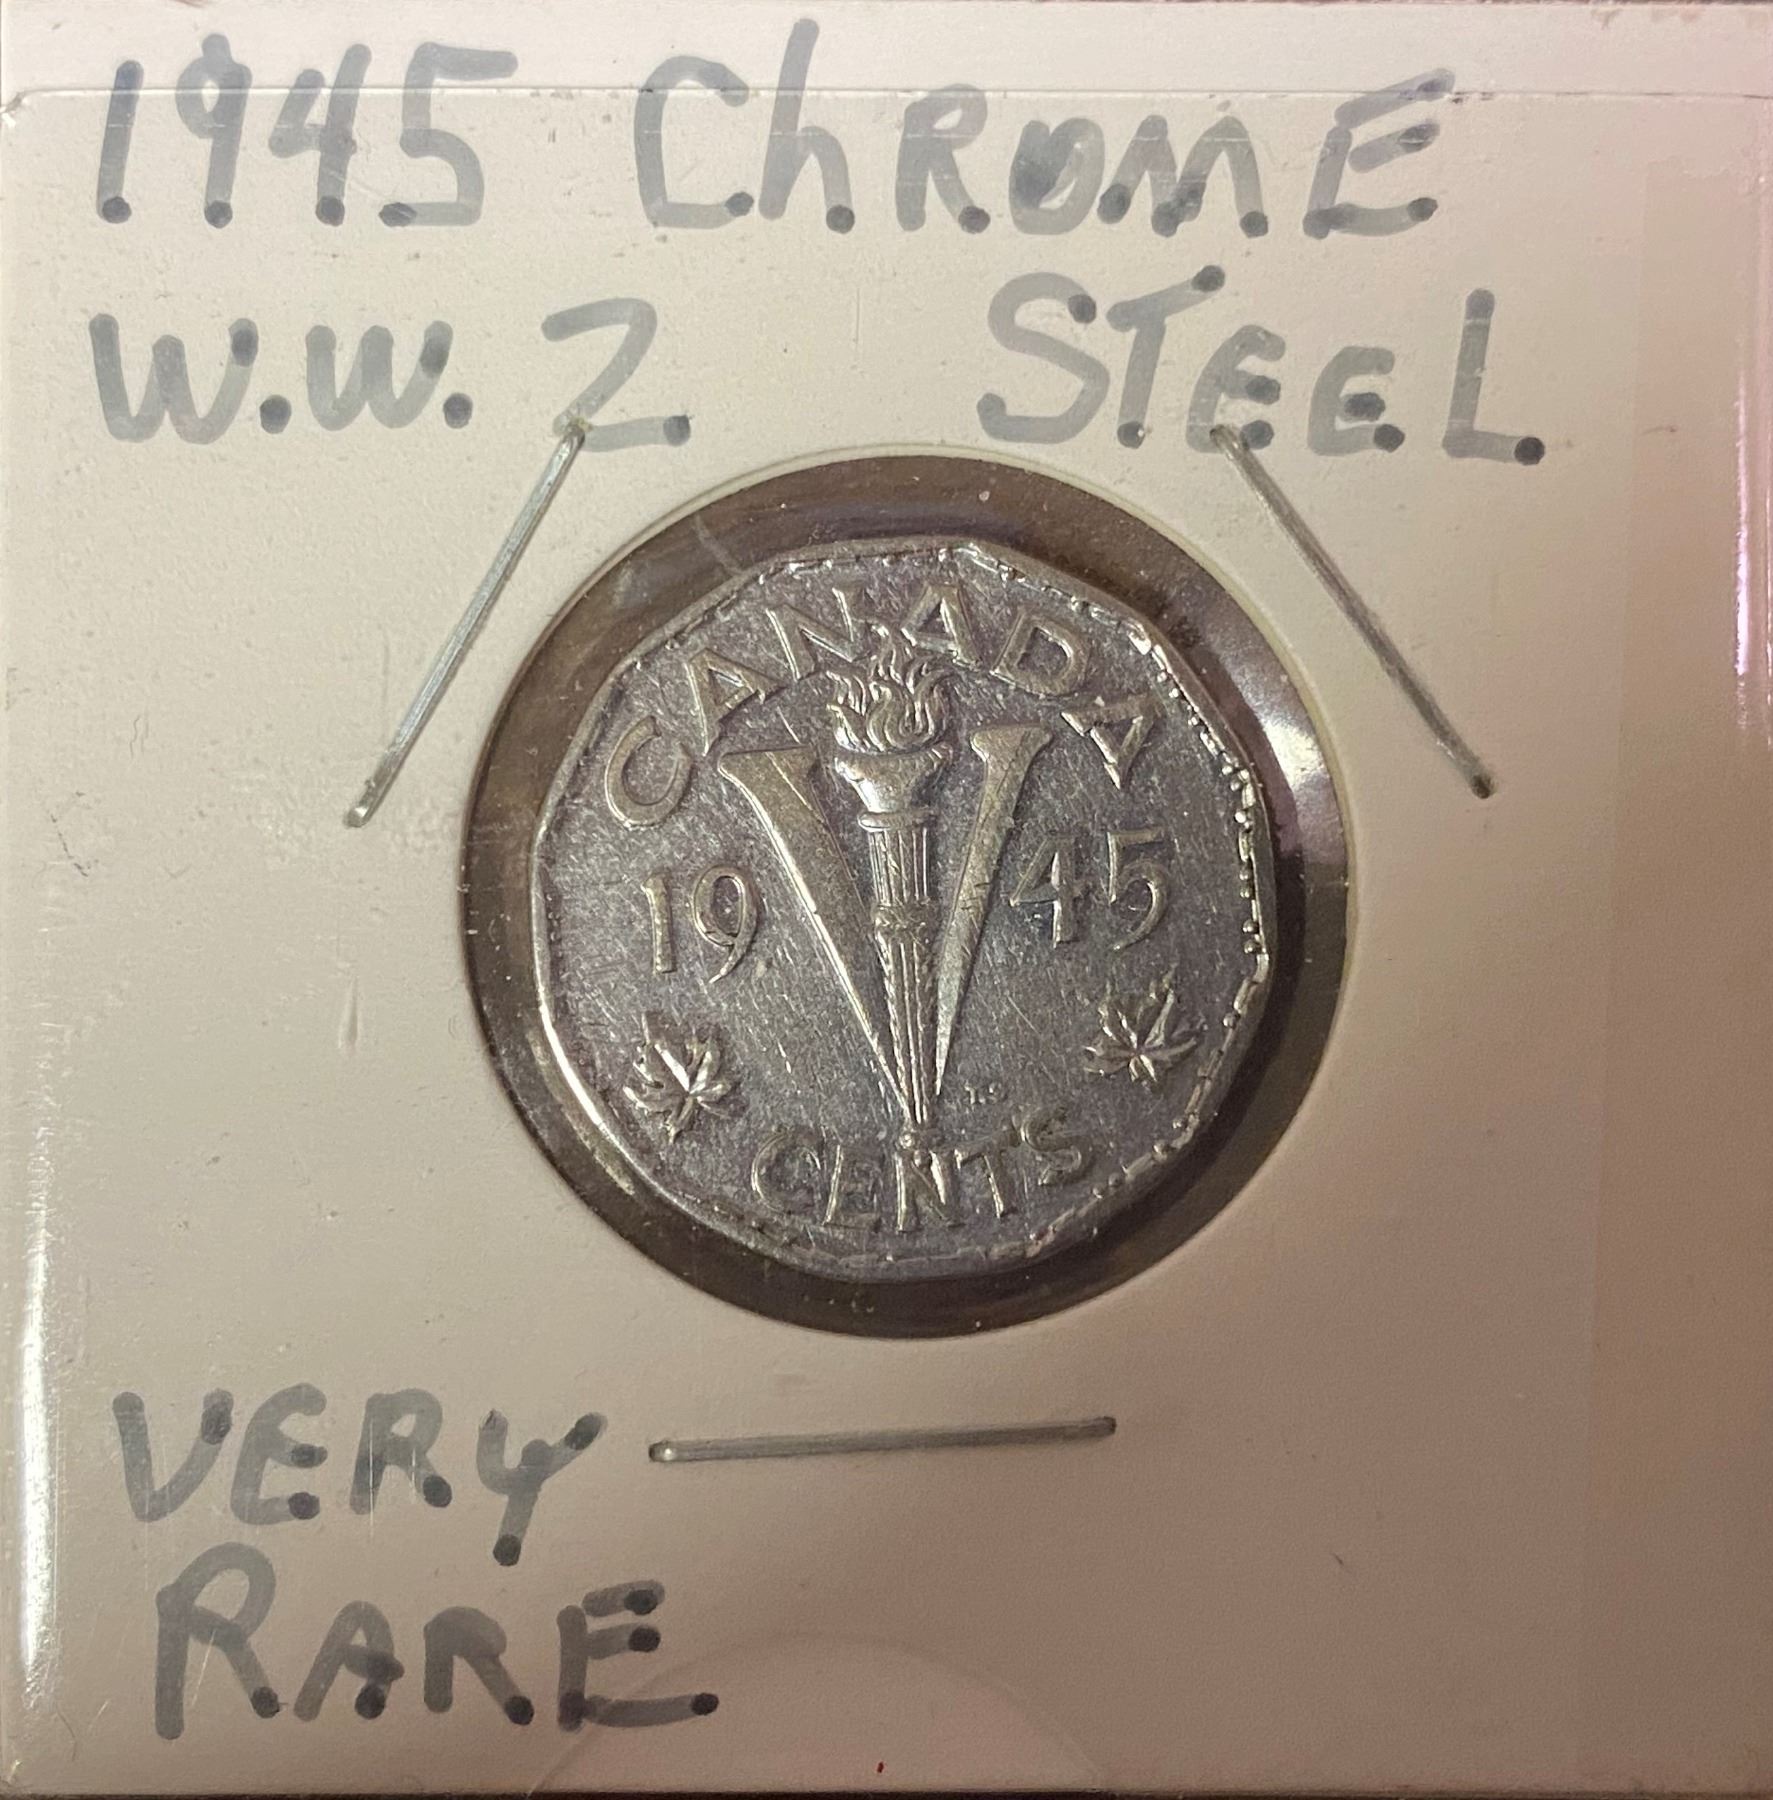 1945 ChROME
W.W. 2 STEEL
CANADA
19 45
T.S
CENTS
VERY
RARE